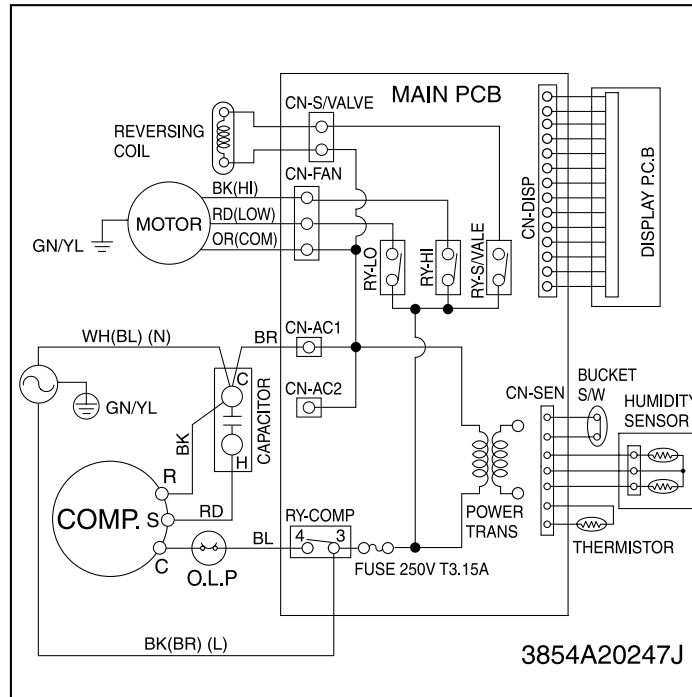 MAIN PCB
CN-S/VALVE
REVERSING
COIL
CN-FAN
BK(HI)
RD(LOW)
OR(COM)
MOTOR
GN/YL
RY-LO
RY-HI
RY-S/VALE
CN-DISP
DISPLAY P.C.B
WH(BL) (N)
BR
CN-AC1
CN-AC2
GN/YL
C
H
CAPACITOR
BK
R
S
C
COMP.
RD
O.L.P
BL
RY-COMP
4
3
FUSE 250V T3.15A
POWER
TRANS
CN-SEN
BUCKET
S/W
HUMIDITY
SENSOR
THERMISTOR
BK(BR) (L)
3854A20247J